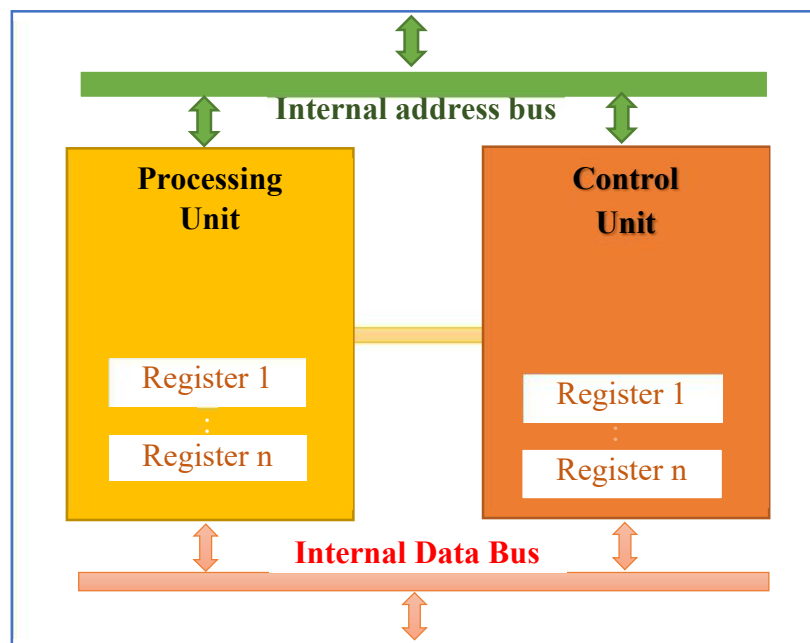 Internal address bus
Processing
Unit
Control
Unit
Register 1
⋮
Register n
Register 1
⋮
Register n
Internal Data Bus